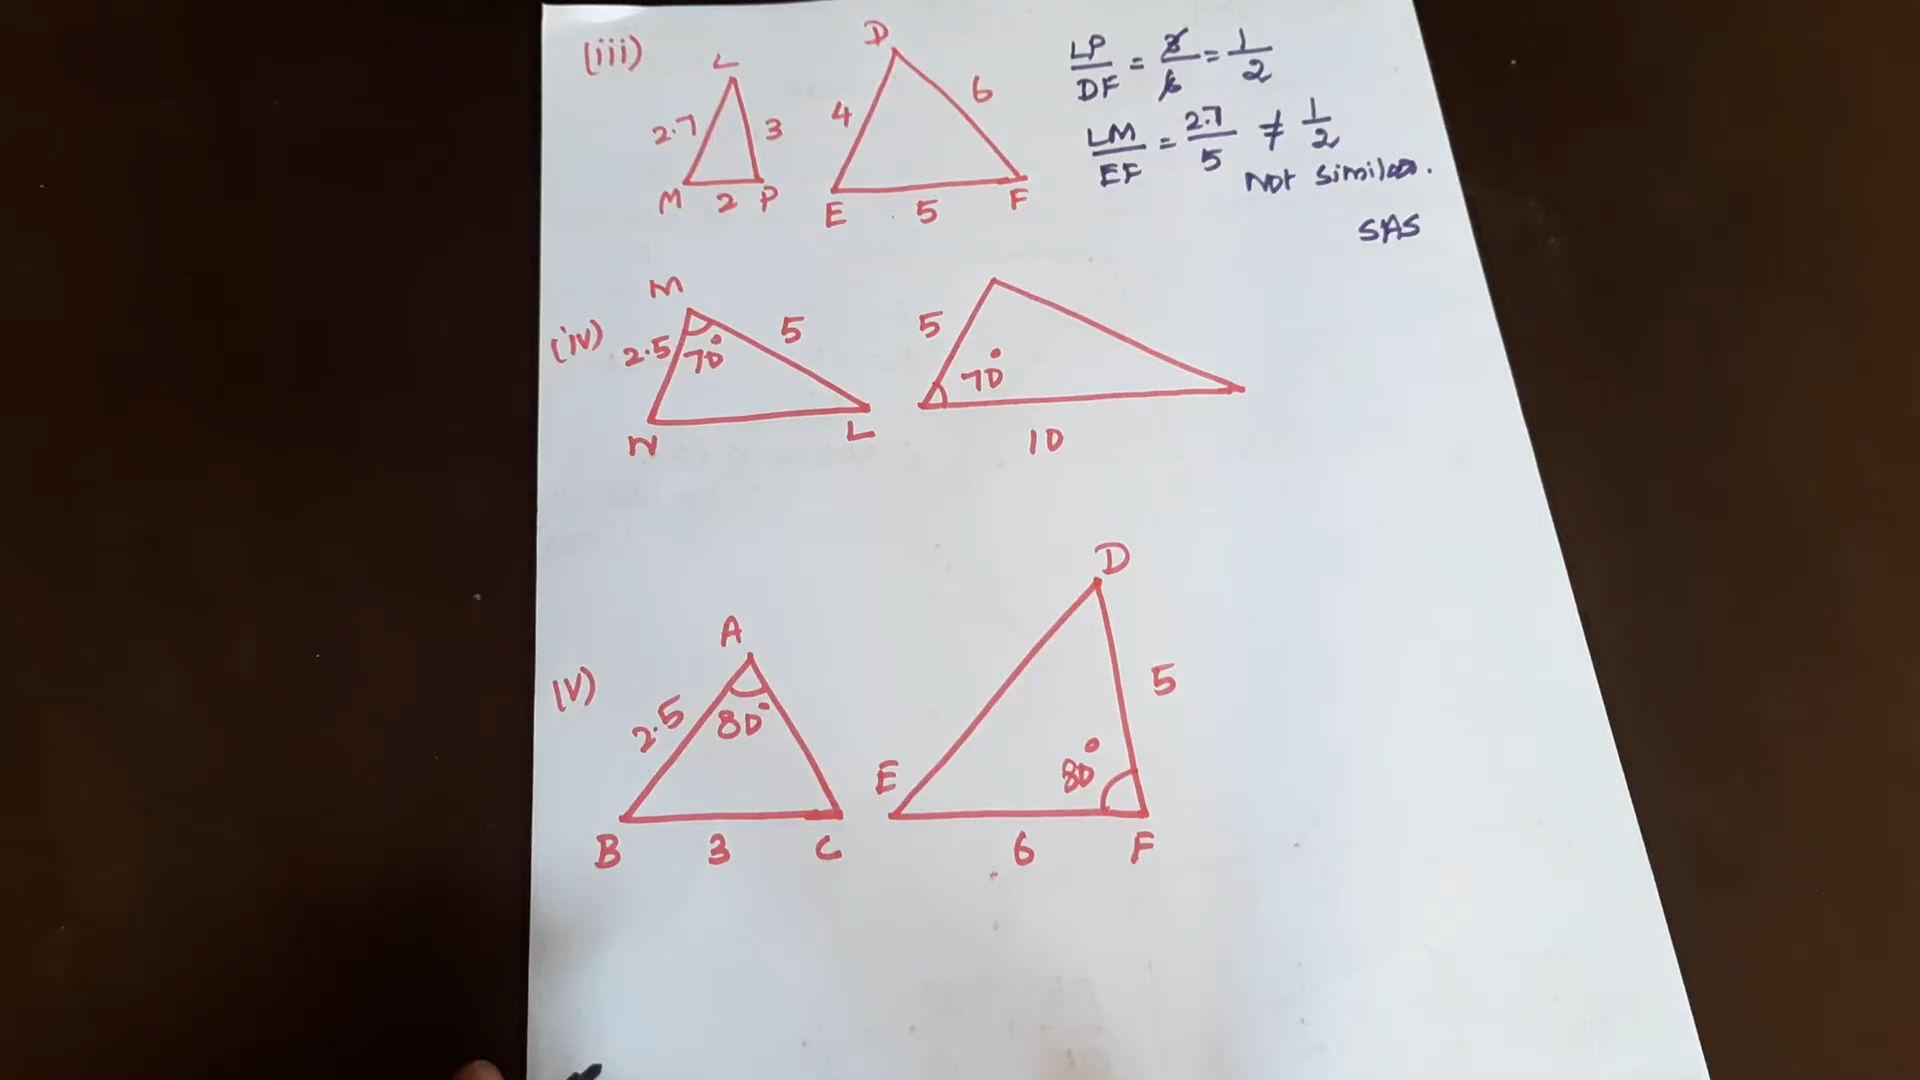 (iii)
L
2.7
3
M 2 P
D
4
6
E 5 F
LP/DF = 3/6 = 1/2
LM/EF = 2.7/5 ≠ 1/2
Not Similar.
SAS
(iv)
M
2.5
70°
5
N
L
5
70°
10
(v)
A
2.5
80°
B 3 C
D
5
80°
E
6
F